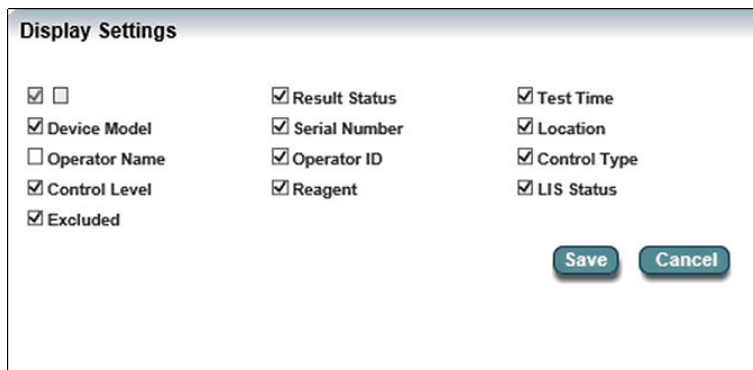 Display Settings
Result Status
Test Time
Device Model
Serial Number
Location
Operator Name
Operator ID
Control Type
Control Level
Reagent
LIS Status
Excluded
Save
Cancel